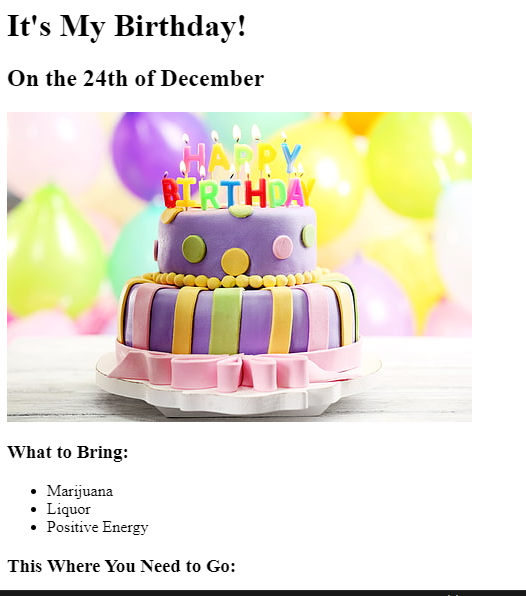 It's My Birthday!
On the 24th of December
HAPPY
BIRTHDAY
What to Bring:
Marijuana
Liquor
Positive Energy
This Where You Need to Go: